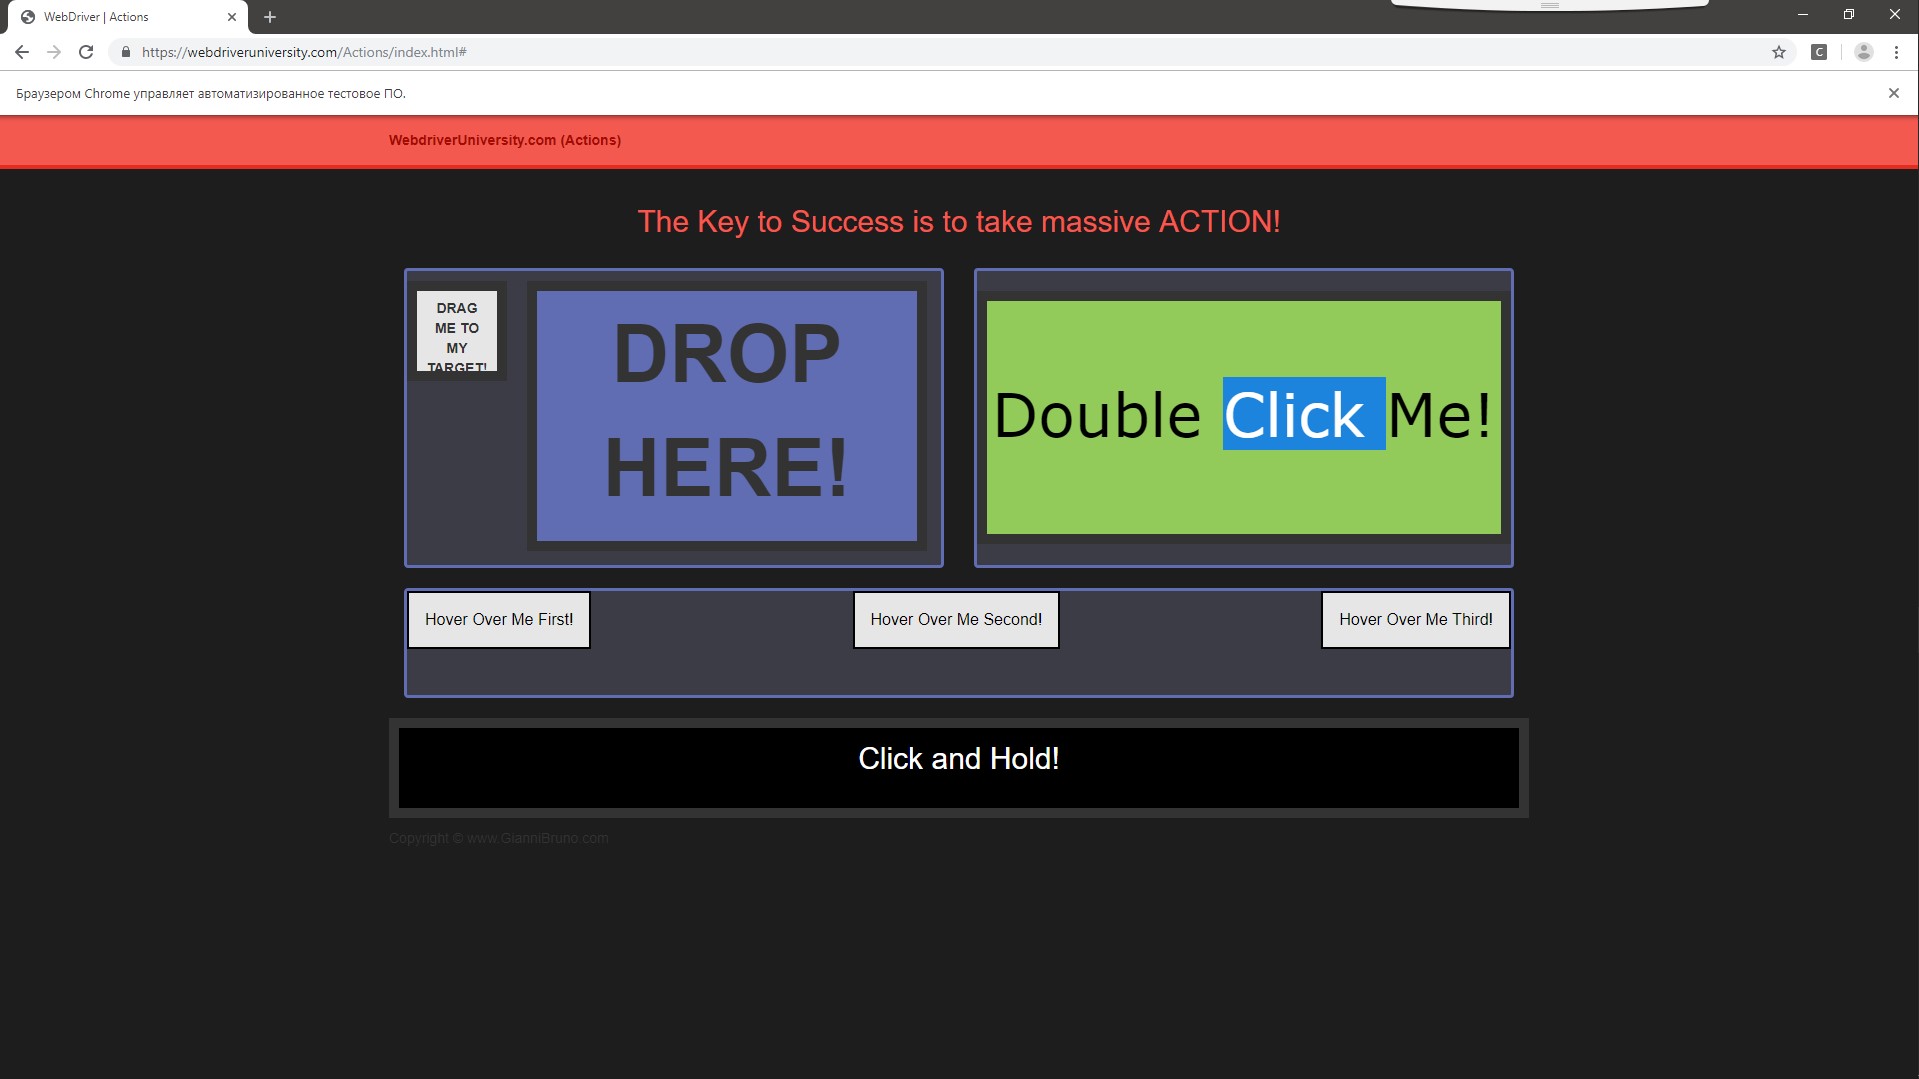 WebDriver | Actions
https://webdriveruniversity.com/Actions/index.html#
C
Браузером Chrome управляет автоматизированное тестовое ПО.
WebdriverUniversity.com (Actions)
The Key to Success is to take massive ACTION!
DRAG
ME TO
MY
TARGET!
DROP
HERE!
Double Click Me!
Hover Over Me First!
Hover Over Me Second!
Hover Over Me Third!
Click and Hold!
Copyright © www.GianniBruno.com